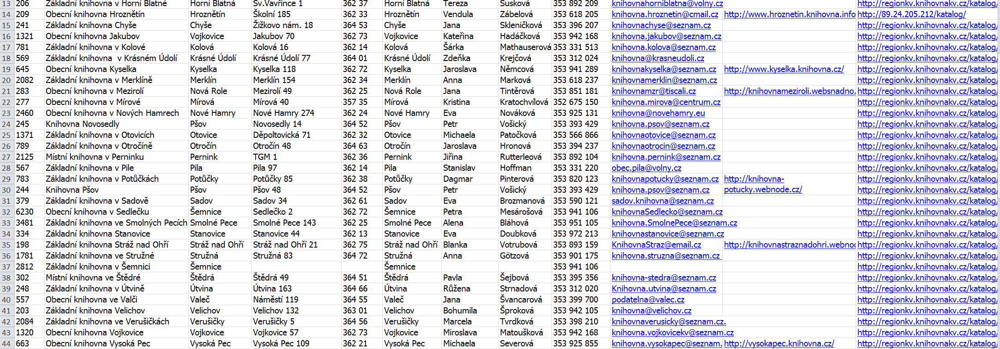 13 206 Základní knihovna v Horní Blatné Horní Blatná Sv.Vavřince 1 362 37 Horní Blatná Tereza Susková 353 892 209 knihovnahorniblatna@volny.cz http://regionkv.knihovnakv.cz/katalog/
14 209 Obecní knihovna Hroznětín Hroznětín Školní 185 362 33 Hroznětín Vendula Zábelová 353 618 205 knihovna.hroznetin@cmail.cz http://www.hroznetin.knihovna.info http://89.24.205.212/katalog/
15 241 Základní knihovna Chyše Chyše Žižkovo nám. 18 364 53 Chyše Jana Skleničková 353 396 207 knihovnachyse@seznam.cz http://regionkv.knihovnakv.cz/katalog/
16 1321 Obecní knihovna Jakubov Vojkovice Jakubov 70 362 73 Vojkovice Kateřina Hadáčková 353 942 168 knihovna.jakubov@seznam.cz http://regionkv.knihovnakv.cz/katalog/
17 781 Základní knihovna v Kolové Kolová Kolová 16 362 14 Kolová Šárka Mathauserová 353 331 513 knihovna.kolova@seznam.cz http://regionkv.knihovnakv.cz/katalog/
18 569 Základní knihovna  v Krásném Údolí Krásné Údolí Krásné Údolí 77 364 01 Krásné Údolí Zdeňka Krejčová 353 312 024 knihovna@krasneudoli.cz http://regionkv.knihovnakv.cz/katalog/
19 645 Obecní knihovna Kyselka Kyselka Kyselka 118 362 72 Kyselka Jaroslava Němcová 353 941 289 knihovnakyselka@seznam.cz http://www.kyselka.knihovna.cz/ http://regionkv.knihovnakv.cz/katalog/
20 2082 Základní knihovna v Merklíně Merklín Merklín 154 362 34 Merklín Anna Marková 353 618 237 knihovnamerklin@seznam.cz http://regionkv.knihovnakv.cz/katalog/
21 283 Obecní knihovna v Mezirolí Nová Role Mezirolí 49 362 25 Nová Role Jana Tintěrová 353 851 181 knihovnamzr@tiscali.cz http://knihovnameziroli.websnadno. http://regionkv.knihovnakv.cz/katalog/
22 277 Obecní knihovna v Mírové Mírová Mírová 40 357 35 Mírová Kristina Kratochvílová 352 675 150 knihovna.mirova@centrum.cz http://regionkv.knihovnakv.cz/katalog/
23 2460 Obecní knihovna v Nových Hamrech Nové Hamry Nové Hamry 274 362 24 Nové Hamry Eva Nováková 353 925 131 knihovna@novehamry.eu http://regionkv.knihovnakv.cz/katalog/
24 245 Knihovna Novosedly Pšov Novosedly 14 364 52 Pšov Petr Vošický 353 393 429 knihovna.psov@seznam.cz http://regionkv.knihovnakv.cz/katalog/
25 1371 Základní knihovna v Otovicích Otovice Děpoltovická 71 362 32 Otovice Michaela Patočková 353 566 866 knihovnaotovice@seznam.cz http://regionkv.knihovnakv.cz/katalog/
26 789 Základní knihovna v Otročíně Otročín Otročín 48 364 63 Otročín Jaroslava Hronová 353 394 237 knihovnaotrocin@seznam.cz http://regionkv.knihovnakv.cz/katalog/
27 2125 Místní knihovna v Perninku Pernink TGM 1 362 36 Pernink Jiřina Rutterleová 353 892 104 knihovna.pernink@seznam.cz http://regionkv.knihovnakv.cz/katalog/
28 567 Základní knihovna v Pile Pila Pila 97 362 14 Pila Stanislav Hoffman 353 331 220 obec.pila@volny.cz http://regionkv.knihovnakv.cz/katalog/
29 783 Základní knihovna v Potůčkách Potůčky Potůčky 85 362 38 Potůčky Dagmar Pinterová 353 820 123 knihovnapotucky@seznam.cz http://knihovna- http://regionkv.knihovnakv.cz/katalog/
30 244 Knihovna Pšov Pšov Pšov 48 364 52 Pšov Petr Vošický 353 393 429 knihovna.psov@seznam.cz potucky.webnode.cz/ http://regionkv.knihovnakv.cz/katalog/
31 379 Základní knihovna v Sadově Sadov Sadov 34 362 61 Sadov Eva Brozmanová 353 590 121 sadov.knihovna@seznam.cz http://regionkv.knihovnakv.cz/katalog/
32 6230 Obecní knihovna v Sedlečku Šemnice Sedlečko 2 362 72 Šemnice Petra Mesárošová 353 941 106 knihovnaSedlecko@seznam.cz http://regionkv.knihovnakv.cz/katalog/
33 3481 Základní knihovna ve Smolných Pecích Smolné Pece Smolné Pece 143 362 25 Smolné Pece Alena Bláhová 353 951 105 knihovna.SmolnePece@seznam.cz http://regionkv.knihovnakv.cz/katalog/
34 334 Základní knihovna Stanovice Stanovice Stanovice 44 362 13 Stanovice Eva Doubková 353 972 213 knihovnastanovice@seznam.cz http://regionkv.knihovnakv.cz/katalog/
35 198 Základní knihovna Stráž nad Ohří Stráž nad Ohří Stráž nad Ohří 21 362 75 Stráž nad Ohří Blanka Votrubová 353 893 159 KnihovnaStraz@email.cz http://knihovnastraznadohri.webnoc http://regionkv.knihovnakv.cz/katalog/
36 1781 Základní knihovna ve Stružné Stružná Stružná 83 364 72 Stružná Anna Götzová 353 901 175 knihovna.struzna@seznam.cz http://regionkv.knihovnakv.cz/katalog/
37 2812 Základní knihovna v Šemnici Šemnice Šemnice 353 941 106 http://regionkv.knihovnakv.cz/katalog/
38 302 Místní knihovna ve Štědré Štědrá Štědrá 49 364 51 Štědrá Pavla Šejbová 353 395 356 knihovna-stedra@seznam.cz http://regionkv.knihovnakv.cz/katalog/
39 248 Základní knihovna v Útvině Útvina Útvina 163 364 66 Útvina Růžena Strnadová 353 312 020 Knihovna.utvina@seznam.cz http://regionkv.knihovnakv.cz/katalog/
40 557 Obecní knihovna ve Valči Valeč Náměstí 119 364 55 Valeč Jana Švancarová 353 399 700 podatelna@valec.cz http://regionkv.knihovnakv.cz/katalog/
41 203 Základní knihovna Velichov Velichov Velichov 132 363 01 Velichov Bohumila Šproková 353 942 105 knihovna@velichov.cz http://regionkv.knihovnakv.cz/katalog/
42 2084 Základní knihovna ve Verušičkách Verušičky Verušičky 5 364 56 Verušičky Marcela Tvrdková 353 398 210 knihovnaverusicky@seznam.cz. http://regionkv.knihovnakv.cz/katalog/
43 1320 Obecní knihovna Vojkovice Vojkovice Vojkovice 57 362 73 Vojkovice Miroslava Matoušková 353 942 168 knihovna.vojkovicekv@seznam.cz http://regionkv.knihovnakv.cz/katalog/
44 663 Obecní knihovna Vysoká Pec Vysoká Pec Vysoká Pec 109 362 21 Vysoká Pec Michaela Severová 353 925 855 knihovna.vysokapec@seznam. http://vysokapec.knihovna.cz/ http://regionkv.knihovnakv.cz/katalog/